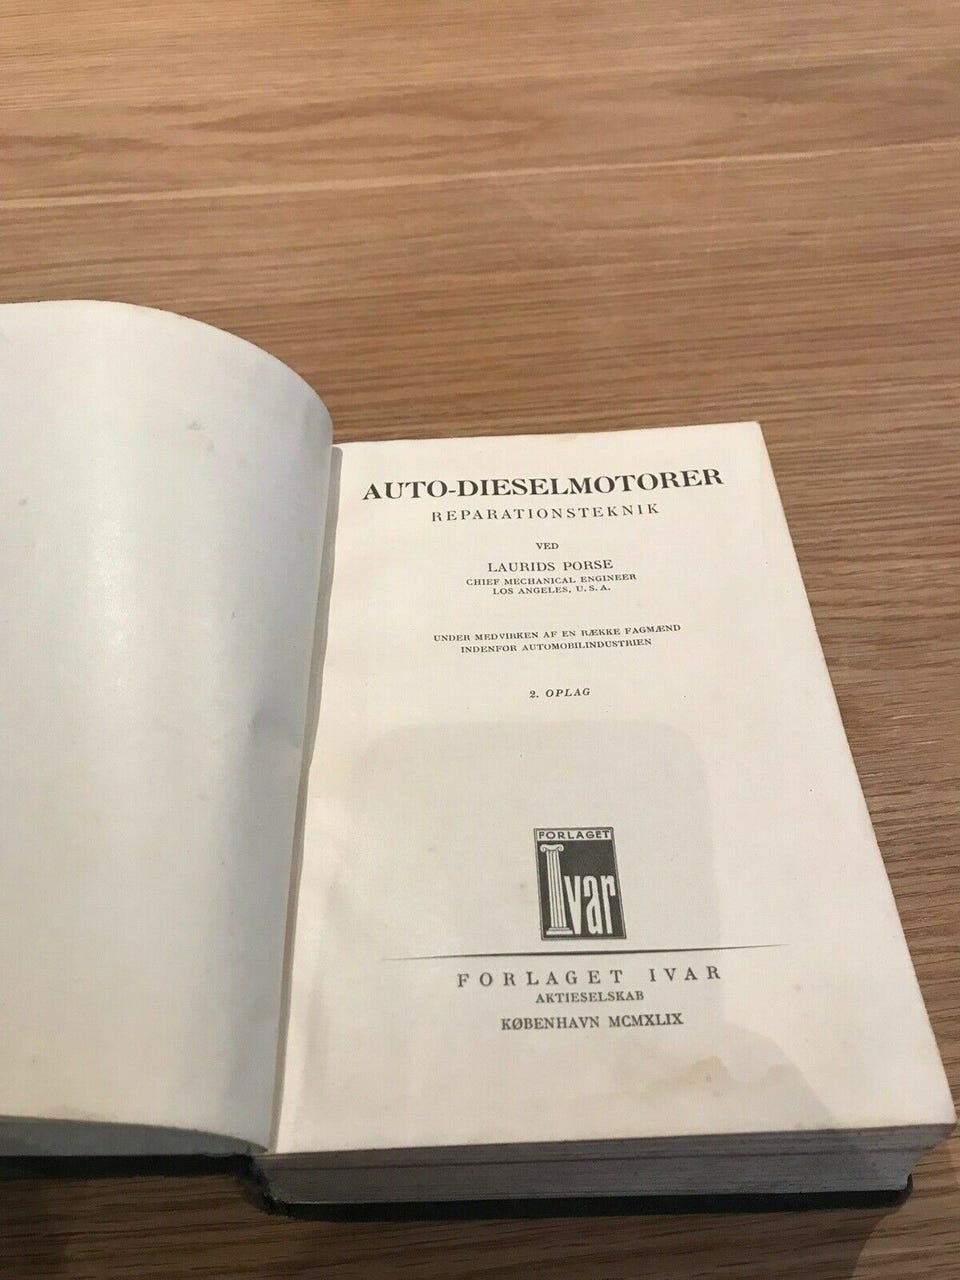 AUTO-DIESELMOTORER
REPARATIONSTEKNIK
VED
LAURIDS PORSE
CHIEF MECHANICAL ENGINEER
LOS ANGELES, U.S.A.
UNDER MEDVIRKEN AF EN RÆKKE FAGMÆND
INDENFOR AUTOMOBILINDUSTRIEN
2. OPLAG
FORLAGET
Ivar
FORLAGET IVAR
AKTIESELSKAB
KØBENHAVN MCMXLIX